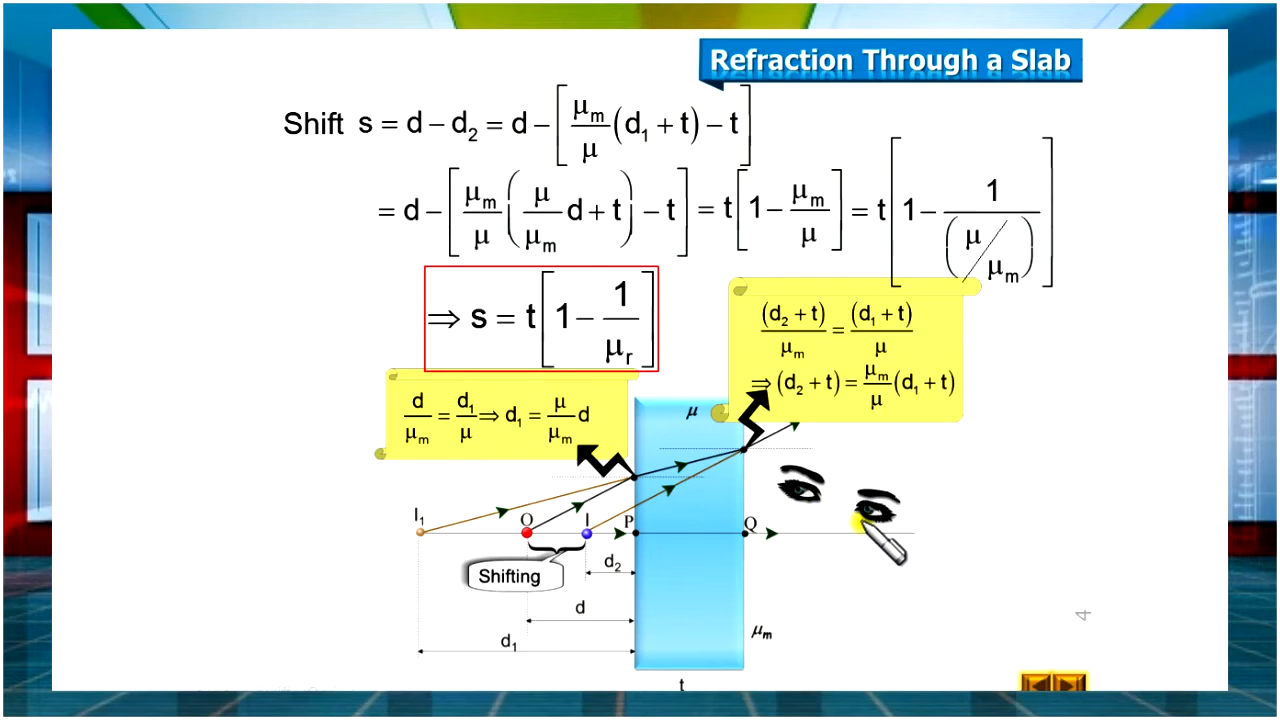 Refraction Through a Slab
Shift s = d − d₂ = d − [μₘ/μ (d₁ + t) − t]
= d − [μₘ/μ (μ/μₘ d + t) − t] = t[1 − μₘ/μ] = t[1 − 1/(μ/μₘ)]
⇒ s = t[1 − 1/μᵣ]
(d₂ + t)/μₘ = (d₁ + t)/μ
⇒ (d₂ + t) = μₘ/μ (d₁ + t)
d/μₘ = d₁/μ ⇒ d₁ = μ/μₘ d
μ
I₁ O I P Q
d₂
Shifting
d
μₘ
d₁
t
4